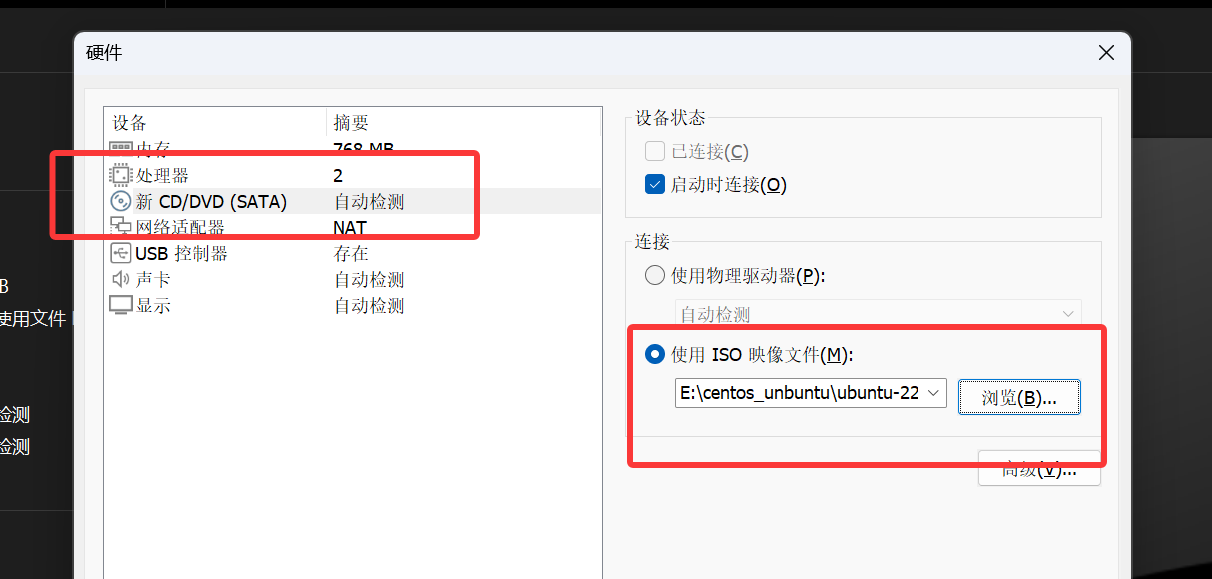 硬件
设备 摘要
内存 768 MB
处理器 2
新 CD/DVD (SATA) 自动检测
网络适配器 NAT
USB 控制器 存在
声卡 自动检测
显示 自动检测
设备状态
已连接(C)
启动时连接(O)
连接
使用物理驱动器(P):
自动检测
使用 ISO 映像文件(M):
E:\centos_unbuntu\ubuntu-22
浏览(B)...
高级(V)...
B
使用文件
检测
检测